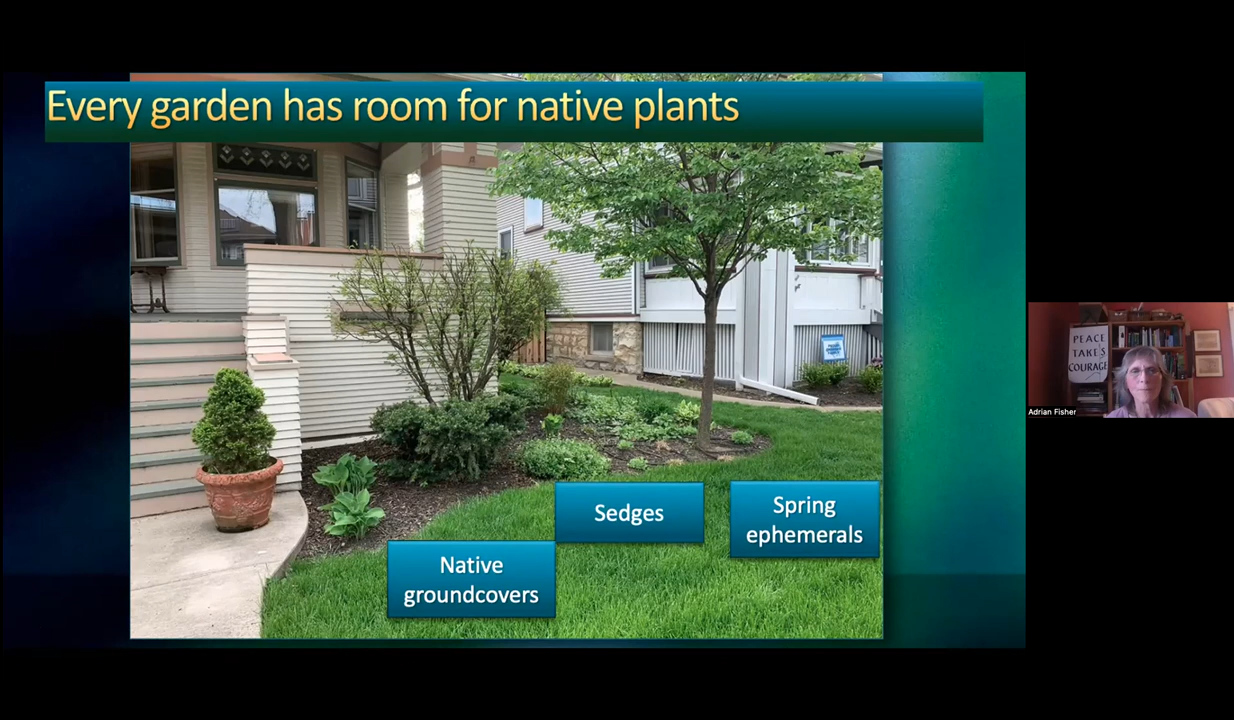 Every garden has room for native plants
Sedges
Spring
ephemerals
Native
groundcovers
PEACE
TAKES
COURAGE
Adrian Fisher